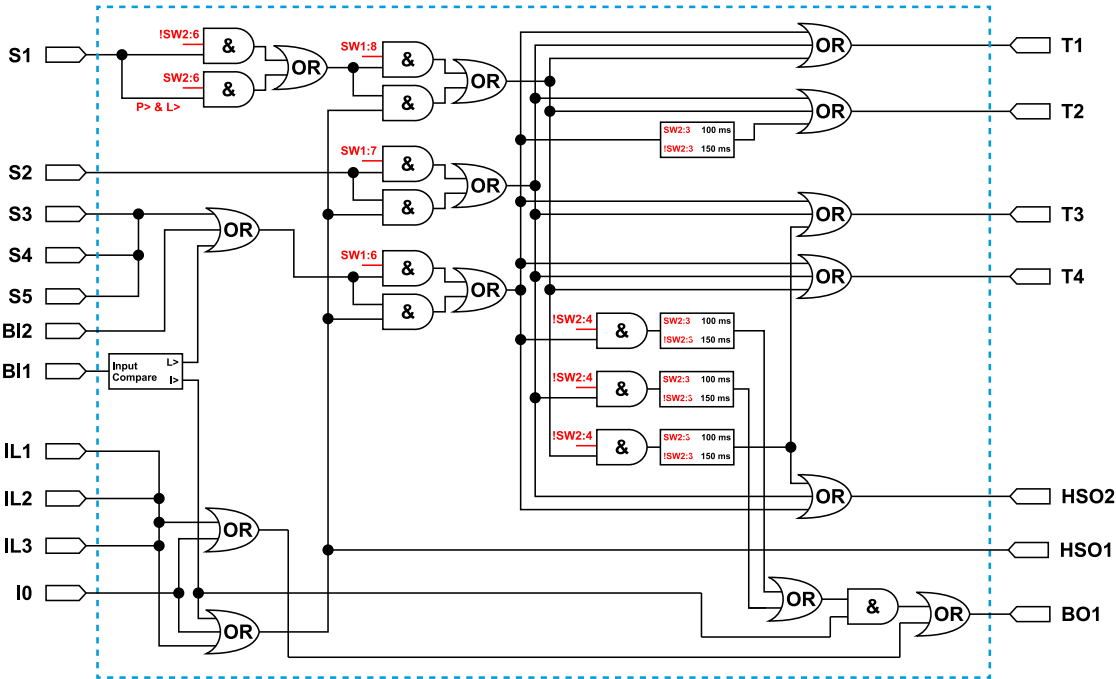 !SW2:6
S1
&
OR
SW2:6
&
P> & L>
SW1:8
&
&
OR
OR
T1
OR
T2
SW2:3 100 ms
!SW2:3 150 ms
S2
SW1:7
&
&
OR
S3
S4
S5
OR
SW1:6
&
&
OR
OR
T3
OR
T4
BI2
BI1
Input
Compare
L>
I>
!SW2:4
&
SW2:3 100 ms
!SW2:3 150 ms
!SW2:4
&
SW2:3 100 ms
!SW2:3 150 ms
!SW2:4
&
SW2:3 100 ms
!SW2:3 150 ms
IL1
IL2
IL3
I0
OR
OR
OR
HSO2
HSO1
OR
&
OR
BO1